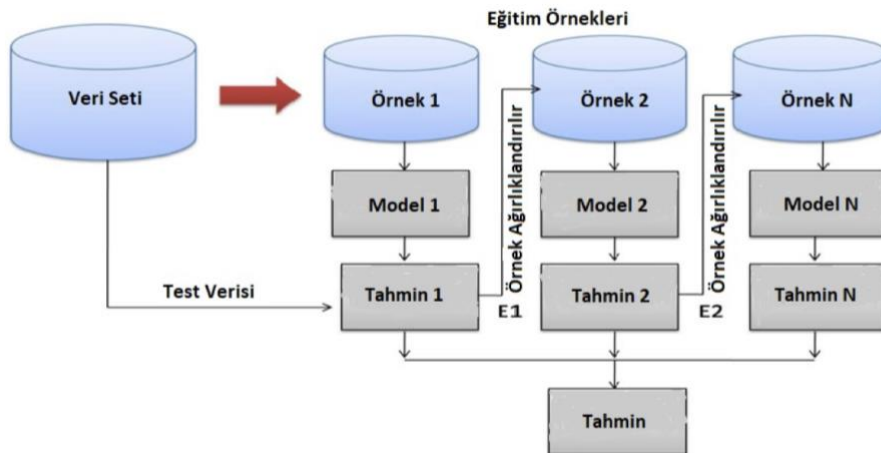 Eğitim Örnekleri
Veri Seti
Örnek 1
Örnek 2
Örnek N
Örnek Ağırlıklandırılır
Örnek Ağırlıklandırılır
Model 1
Model 2
Model N
Test Verisi
Tahmin 1
E1
Tahmin 2
E2
Tahmin N
Tahmin